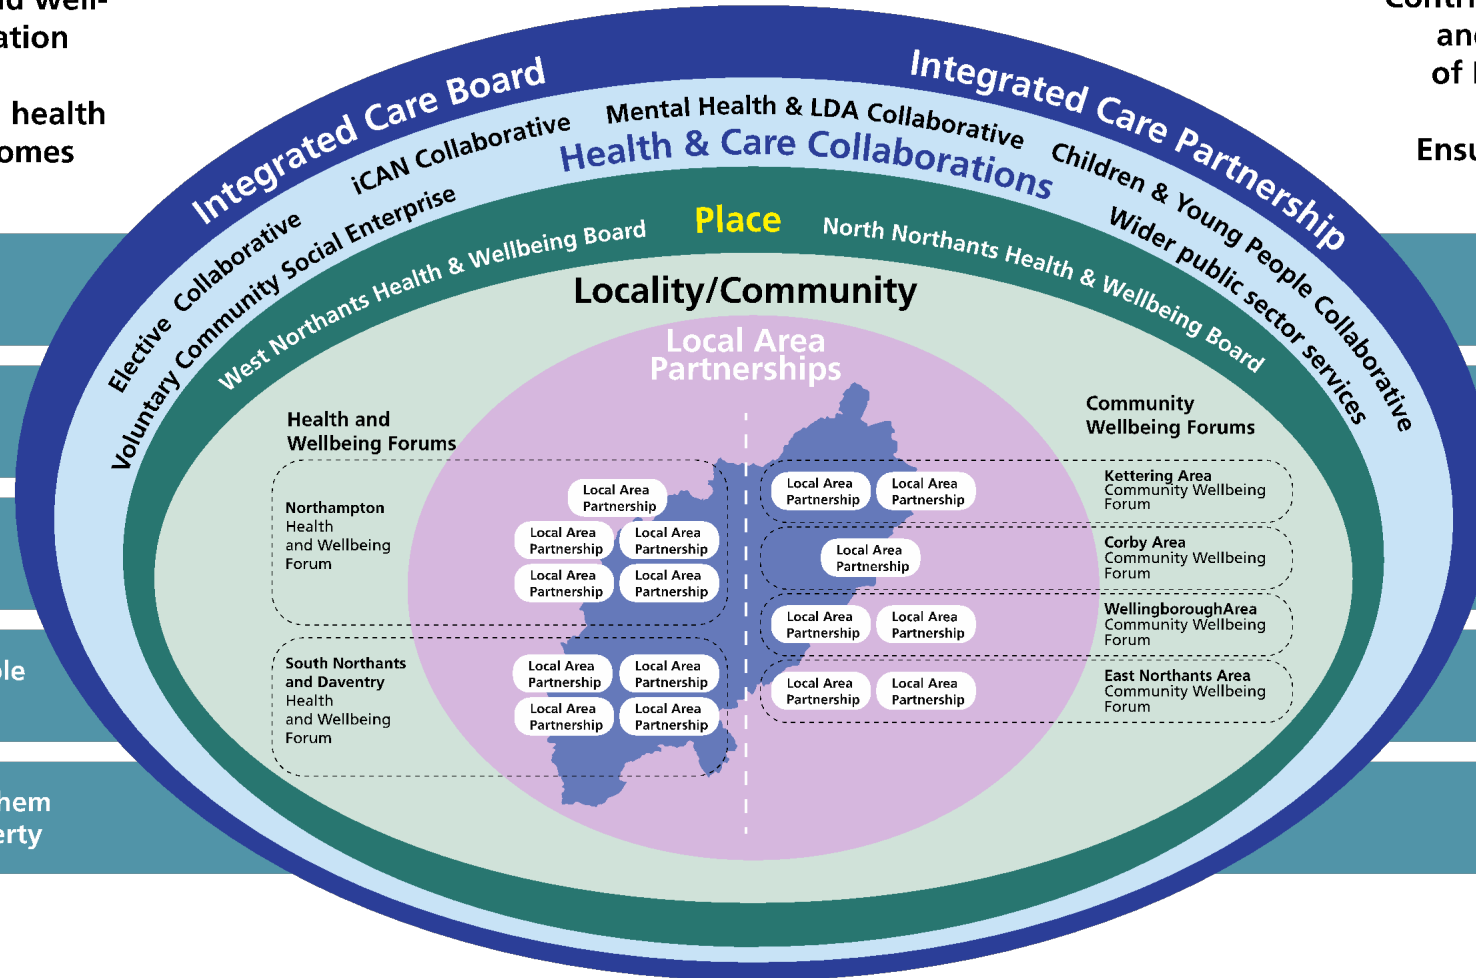 ation
health
omes
and
of
Integrated Care Board
Integrated Care Partnership
Elective Collaborative
iCAN Collaborative
Mental Health & LDA Collaborative
Children & Young People Collaborative
Voluntary Community Social Enterprise
Health & Care Collaborations
Wider public sector services
West Northants Health & Wellbeing Board
Place
North Northants Health & Wellbeing Board
Locality/Community
Local Area
Partnerships
Health and
Wellbeing Forums
Northampton
Health
and Wellbeing
Forum
Local Area
Partnership
Local Area
Partnership
Local Area
Partnership
Local Area
Partnership
Local Area
Partnership
South Northants
and Daventry
Health
and Wellbeing
Forum
Local Area
Partnership
Local Area
Partnership
Local Area
Partnership
Local Area
Partnership
Community
Wellbeing Forums
Local Area
Partnership
Local Area
Partnership
Kettering Area
Community Wellbeing
Forum
Local Area
Partnership
Corby Area
Community Wellbeing
Forum
Local Area
Partnership
Local Area
Partnership
WellingboroughArea
Community Wellbeing
Forum
Local Area
Partnership
Local Area
Partnership
East Northants Area
Community Wellbeing
Forum
Ensu
ple
hem
erty